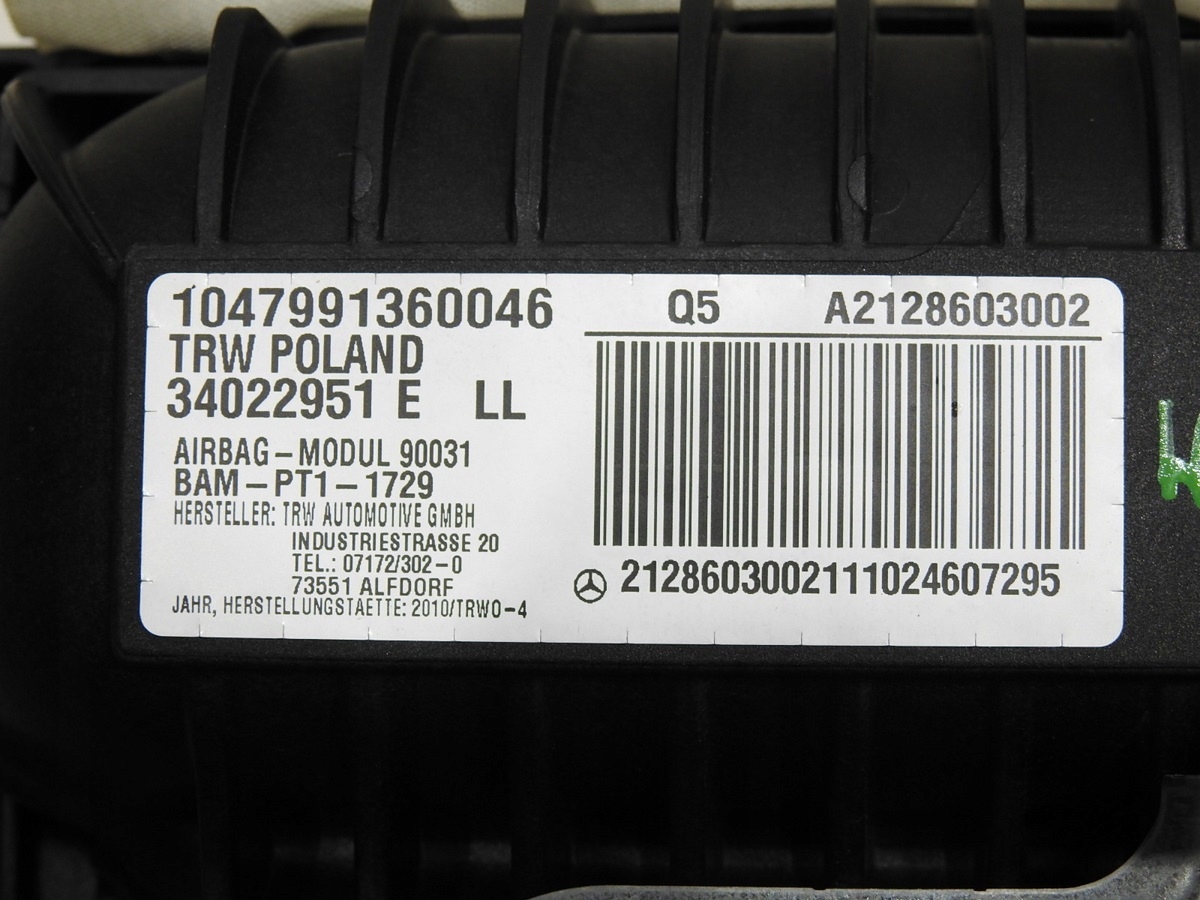 1047991360046 Q5 A2128603002
TRW POLAND
34022951 E LL
AIRBAG-MODUL 90031
BAM-PT1-1729
HERSTELLER: TRW AUTOMOTIVE GMBH
INDUSTRIESTRASSE 20
TEL.: 07172/302-0
73551 ALFDORF
JAHR, HERSTELLUNGSTAETTE: 2010/TRWO-4
2128603002111024607295